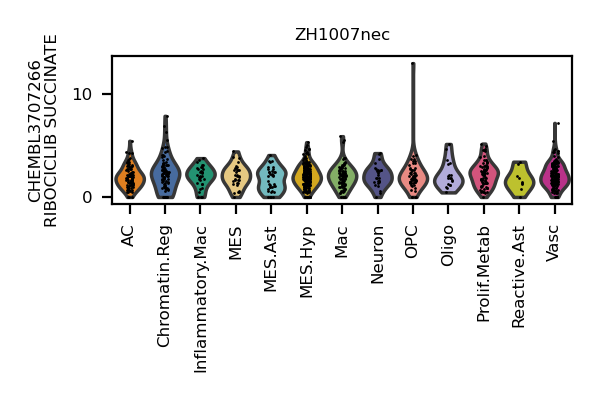 ZH1007nec
CHEMBL3707266
RIBOCICLIB SUCCINATE
10
0
AC
Chromatin.Reg
Inflammatory.Mac
MES
MES.Ast
MES.Hyp
Mac
Neuron
OPC
Oligo
Prolif.Metab
Reactive.Ast
Vasc